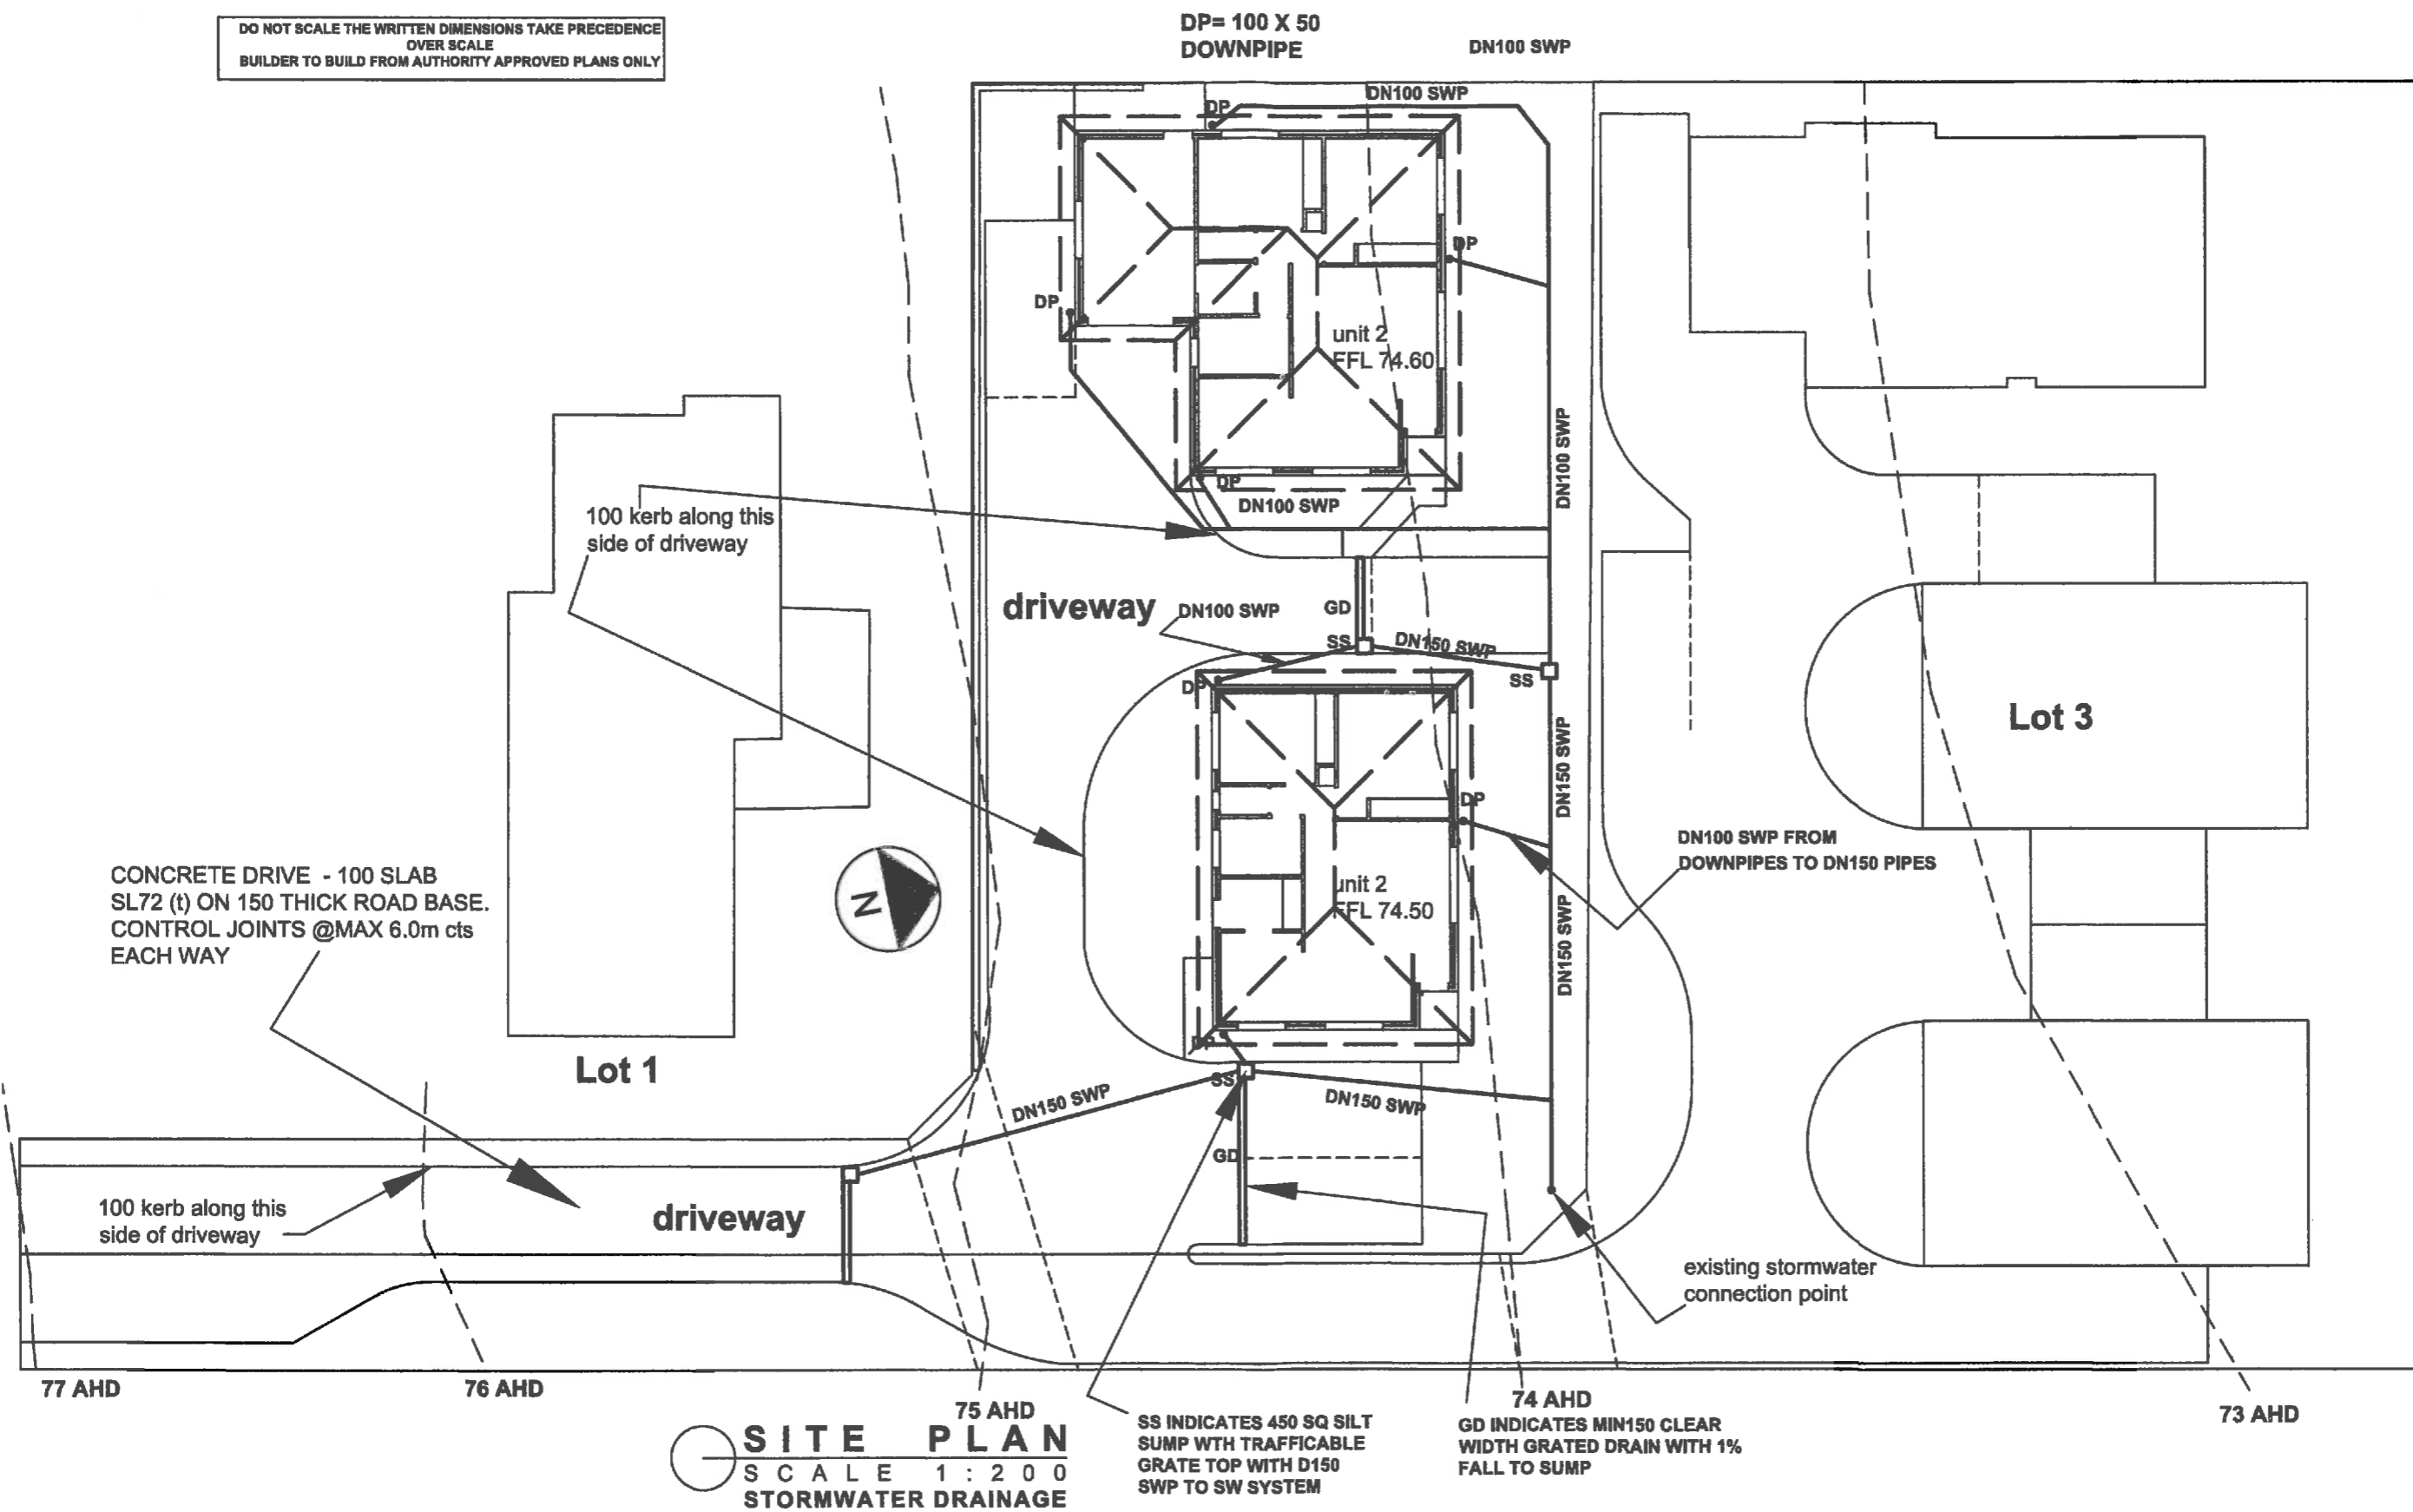 DO NOT SCALE THE WRITTEN DIMENSIONS TAKE PRECEDENCE
OVER SCALE
BUILDER TO BUILD FROM AUTHORITY APPROVED PLANS ONLY
DP= 100 X 50
DOWNPIPE
DN100 SWP
DN100 SWP
DP
DP
DP
unit 2
FFL 74.60
DN100 SWP
DP
DN100 SWP
100 kerb along this
side of driveway
driveway
DN100 SWP
GD
SS
DN150 SWP
SS
DP
Lot 3
DN150 SWP
DP
DN100 SWP FROM
DOWNPIPES TO DN150 PIPES
unit 2
FFL 74.50
DN150 SWP
CONCRETE DRIVE - 100 SLAB
SL72 (t) ON 150 THICK ROAD BASE.
CONTROL JOINTS @MAX 6.0m cts
EACH WAY
N
DP
Lot 1
SS
DN150 SWP
DN150 SWP
GD
100 kerb along this
side of driveway
driveway
existing stormwater
connection point
77 AHD
76 AHD
75 AHD
74 AHD
73 AHD
SITE PLAN
SCALE 1:200
STORMWATER DRAINAGE
SS INDICATES 450 SQ SILT
SUMP WTH TRAFFICABLE
GRATE TOP WITH D150
SWP TO SW SYSTEM
GD INDICATES MIN150 CLEAR
WIDTH GRATED DRAIN WITH 1%
FALL TO SUMP